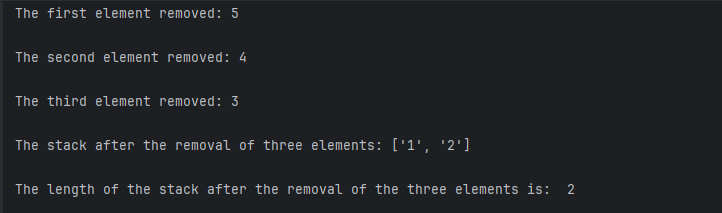 The first element removed: 5
The second element removed: 4
The third element removed: 3
The stack after the removal of three elements: ['1', '2']
The length of the stack after the removal of the three elements is:  2